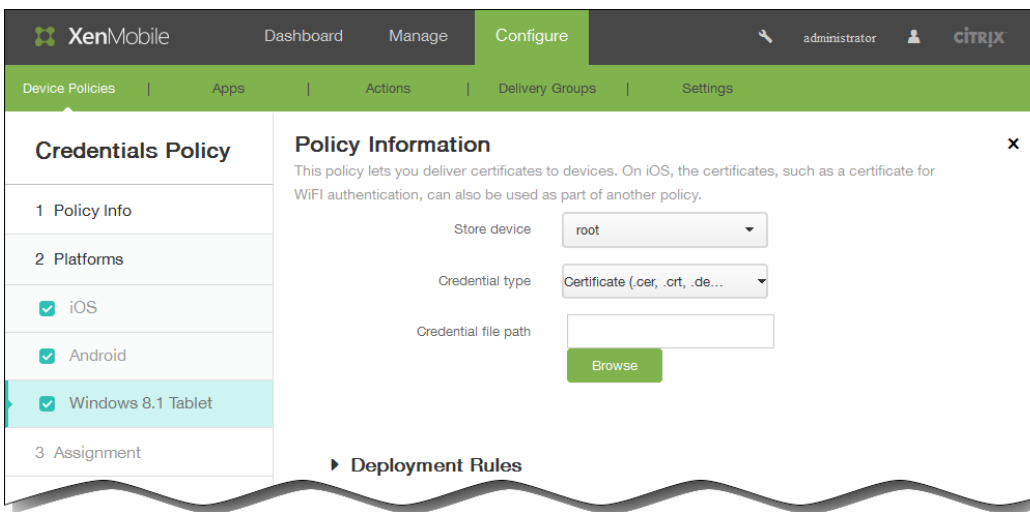 XenMobile Dashboard Manage Configure administrator CITRIX
Device Policies | Apps | Actions | Delivery Groups | Settings
Credentials Policy
1 Policy Info
2 Platforms
iOS
Android
Windows 8.1 Tablet
3 Assignment
Policy Information x
This policy lets you deliver certificates to devices. On iOS, the certificates, such as a certificate for
WiFI authentication, can also be used as part of another policy.
Store device root
Credential type Certificate (.cer, .crt, .de...
Credential file path
Browse
Deployment Rules